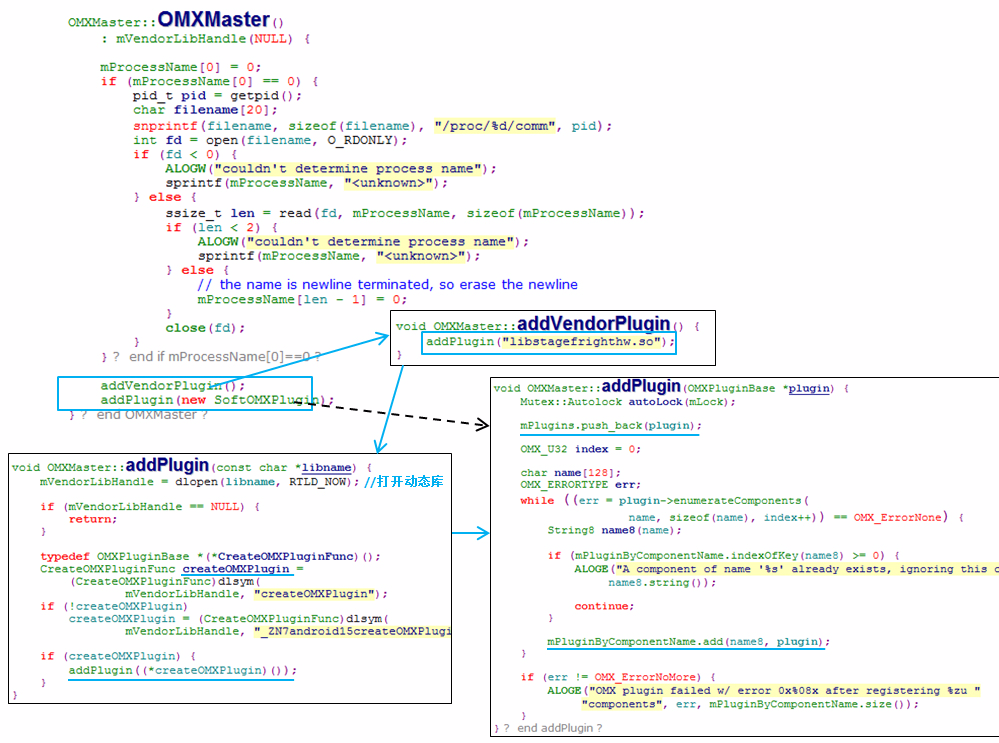 OMXMaster::OMXMaster()
: mVendorLibHandle(NULL) {
mProcessName[0] = 0;
if (mProcessName[0] == 0) {
pid_t pid = getpid();
char filename[20];
snprintf(filename, sizeof(filename), "/proc/%d/comm", pid);
int fd = open(filename, O_RDONLY);
if (fd < 0) {
ALOGW("couldn't determine process name");
sprintf(mProcessName, "<unknown>");
} else {
ssize_t len = read(fd, mProcessName, sizeof(mProcessName));
if (len < 2) {
ALOGW("couldn't determine process name");
sprintf(mProcessName, "<unknown>");
} else {
// the name is newline terminated, so erase the newline
mProcessName[len - 1] = 0;
}
close(fd);
}
} ? end if mProcessName[0]==0 ?
addVendorPlugin();
addPlugin(new SoftOMXPlugin);
} ? end OMXMaster ?
void OMXMaster::addVendorPlugin() {
addPlugin("libstagefrighthw.so");
}
void OMXMaster::addPlugin(const char *libname) {
mVendorLibHandle = dlopen(libname, RTLD_NOW); //打开动态库
if (mVendorLibHandle == NULL) {
return;
}
typedef OMXPluginBase *(*CreateOMXPluginFunc)();
CreateOMXPluginFunc createOMXPlugin =
(CreateOMXPluginFunc)dlsym(
mVendorLibHandle, "createOMXPlugin");
if (!createOMXPlugin)
createOMXPlugin = (CreateOMXPluginFunc)dlsym(
mVendorLibHandle, "_ZN7android15createOMXPlugi
if (createOMXPlugin) {
addPlugin((*createOMXPlugin)());
}
}
void OMXMaster::addPlugin(OMXPluginBase *plugin) {
Mutex::Autolock autoLock(mLock);
mPlugins.push_back(plugin);
OMX_U32 index = 0;
char name[128];
OMX_ERRORTYPE err;
while ((err = plugin->enumerateComponents(
name, sizeof(name), index++)) == OMX_ErrorNone) {
String8 name8(name);
if (mPluginByComponentName.indexOfKey(name8) >= 0) {
ALOGE("A component of name '%s' already exists, ignoring this o
name8.string());
continue;
}
mPluginByComponentName.add(name8, plugin);
}
if (err != OMX_ErrorNoMore) {
ALOGE("OMX plugin failed w/ error 0x%08x after registering %zu "
"components", err, mPluginByComponentName.size());
}
} ? end addPlugin ?